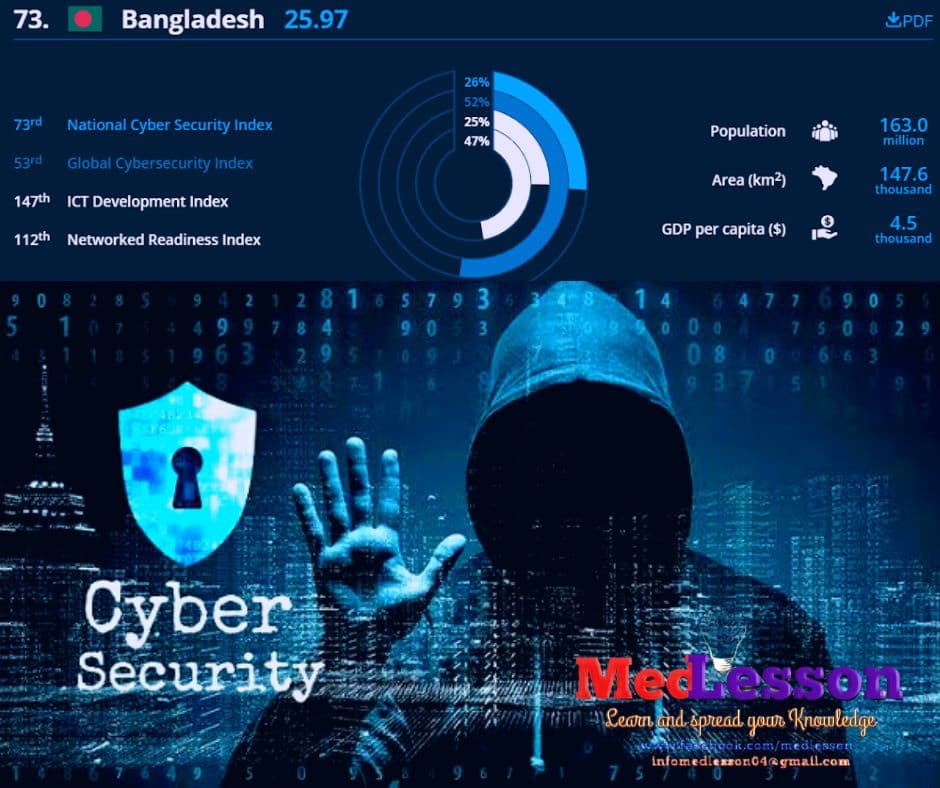 73. Bangladesh 25.97 PDF
26%
52%
25%
47%
73rd National Cyber Security Index
53rd Global Cybersecurity Index
147th ICT Development Index
112th Networked Readiness Index
Population 163.0 million
Area (km²) 147.6 thousand
GDP per capita ($) 4.5 thousand
Cyber
Security
MedLesson
Learn and spread your Knowledge
www.facebook.com/medlesson
infomedlesson04@gmail.com